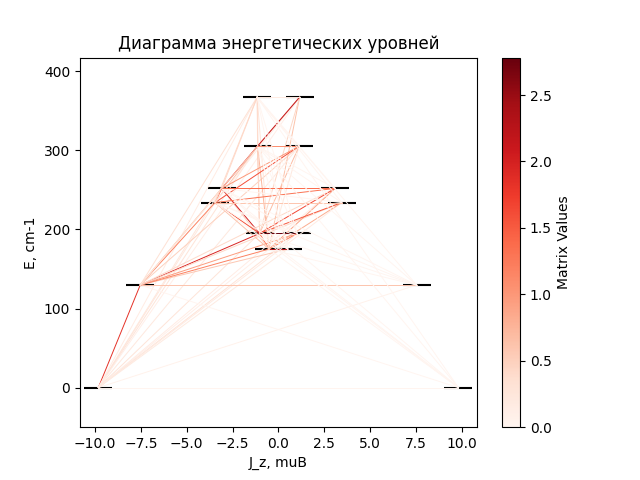 Диаграмма энергетических уровней
400
300
200
100
0
E, cm-1
−10.0 −7.5 −5.0 −2.5 0.0 2.5 5.0 7.5 10.0
J_z, muB
2.5
2.0
1.5
1.0
0.5
0.0
Matrix Values